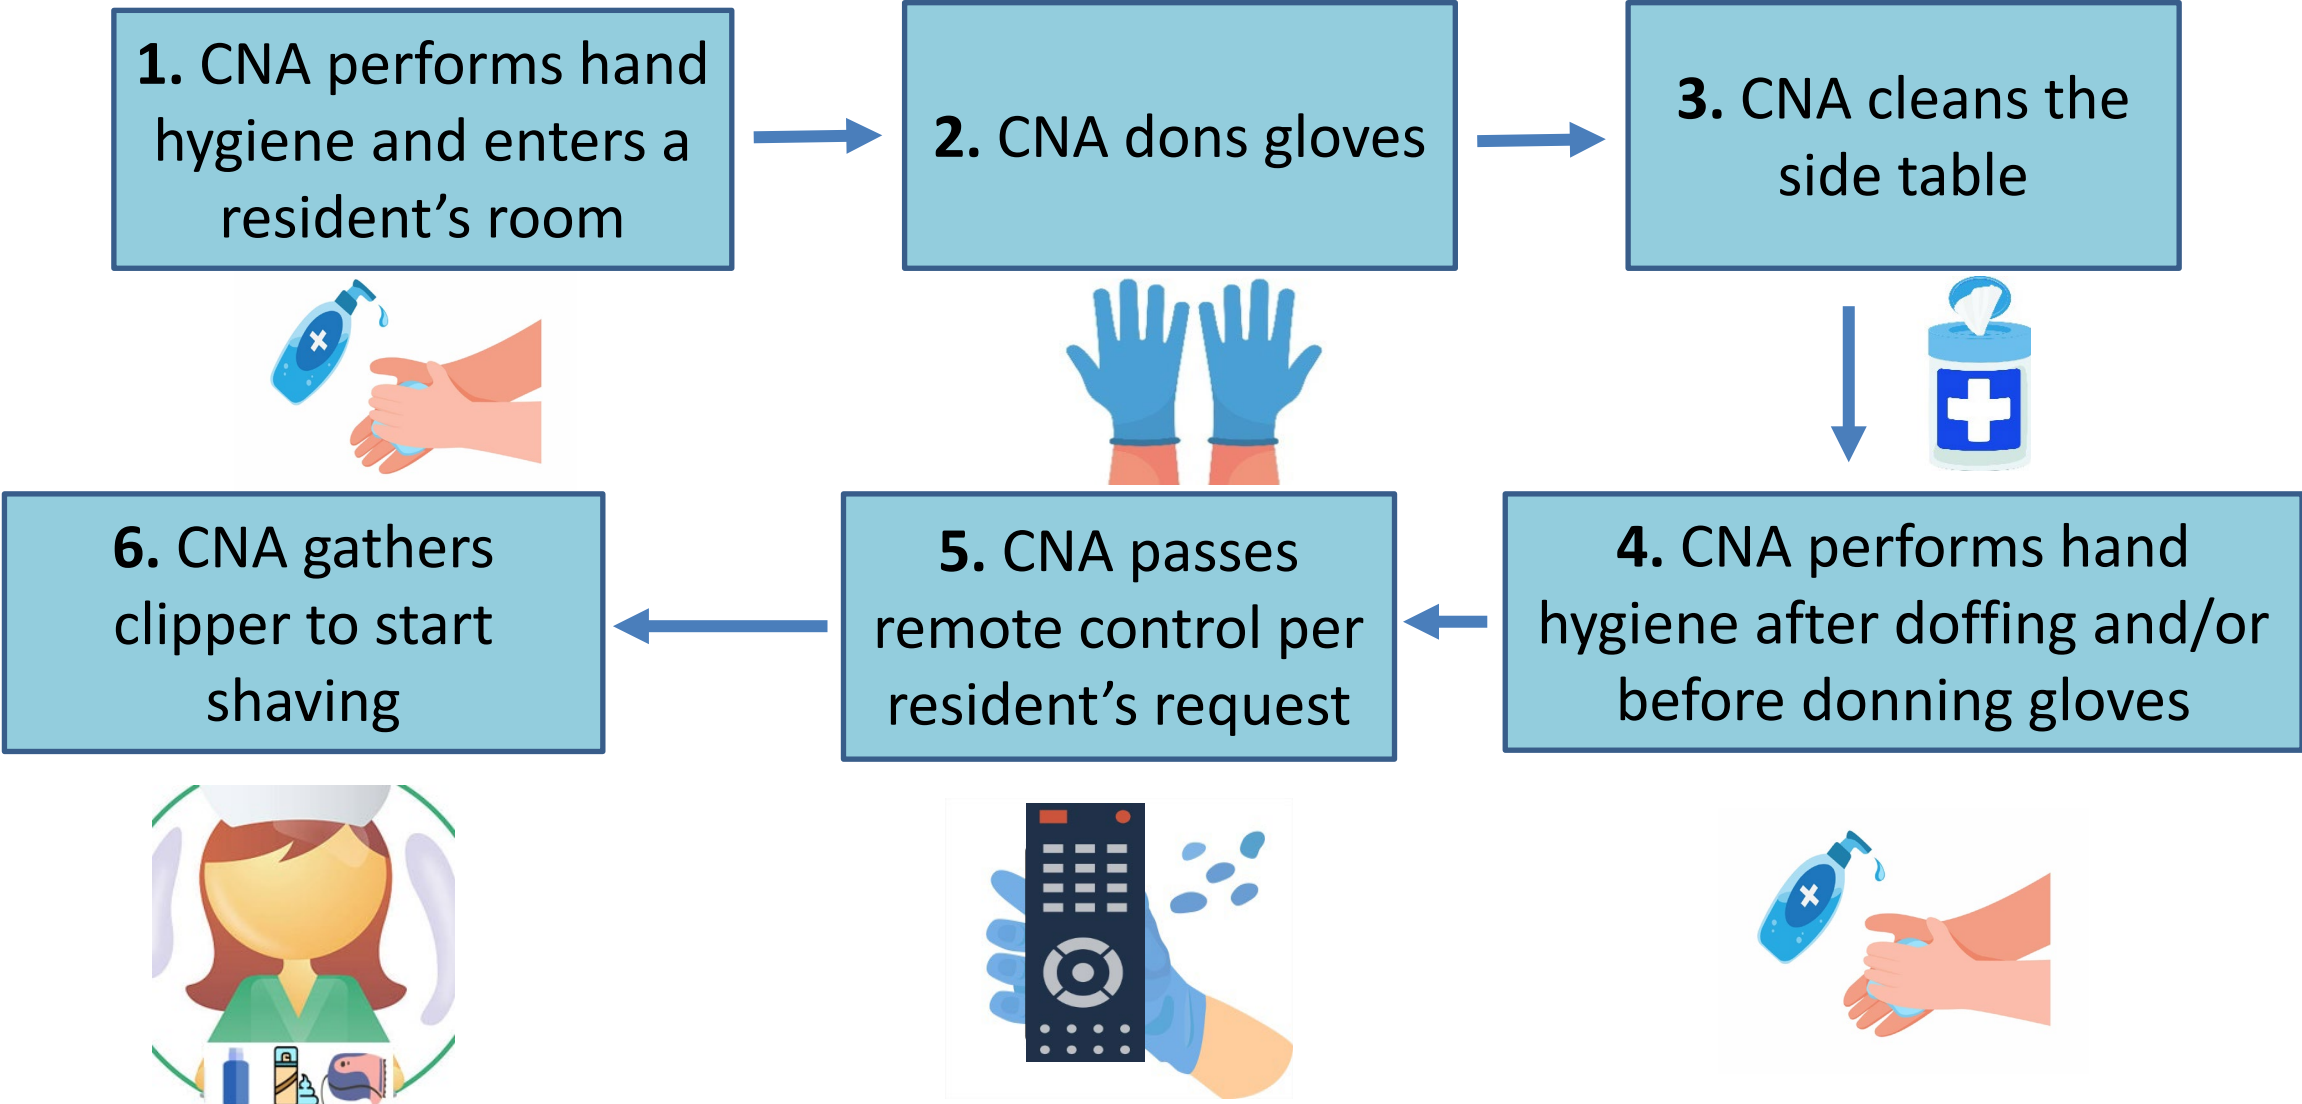 1. CNA performs hand
hygiene and enters a
resident’s room
2. CNA dons gloves
3. CNA cleans the
side table
4. CNA performs hand
hygiene after doffing and/or
before donning gloves
5. CNA passes
remote control per
resident’s request
6. CNA gathers
clipper to start
shaving